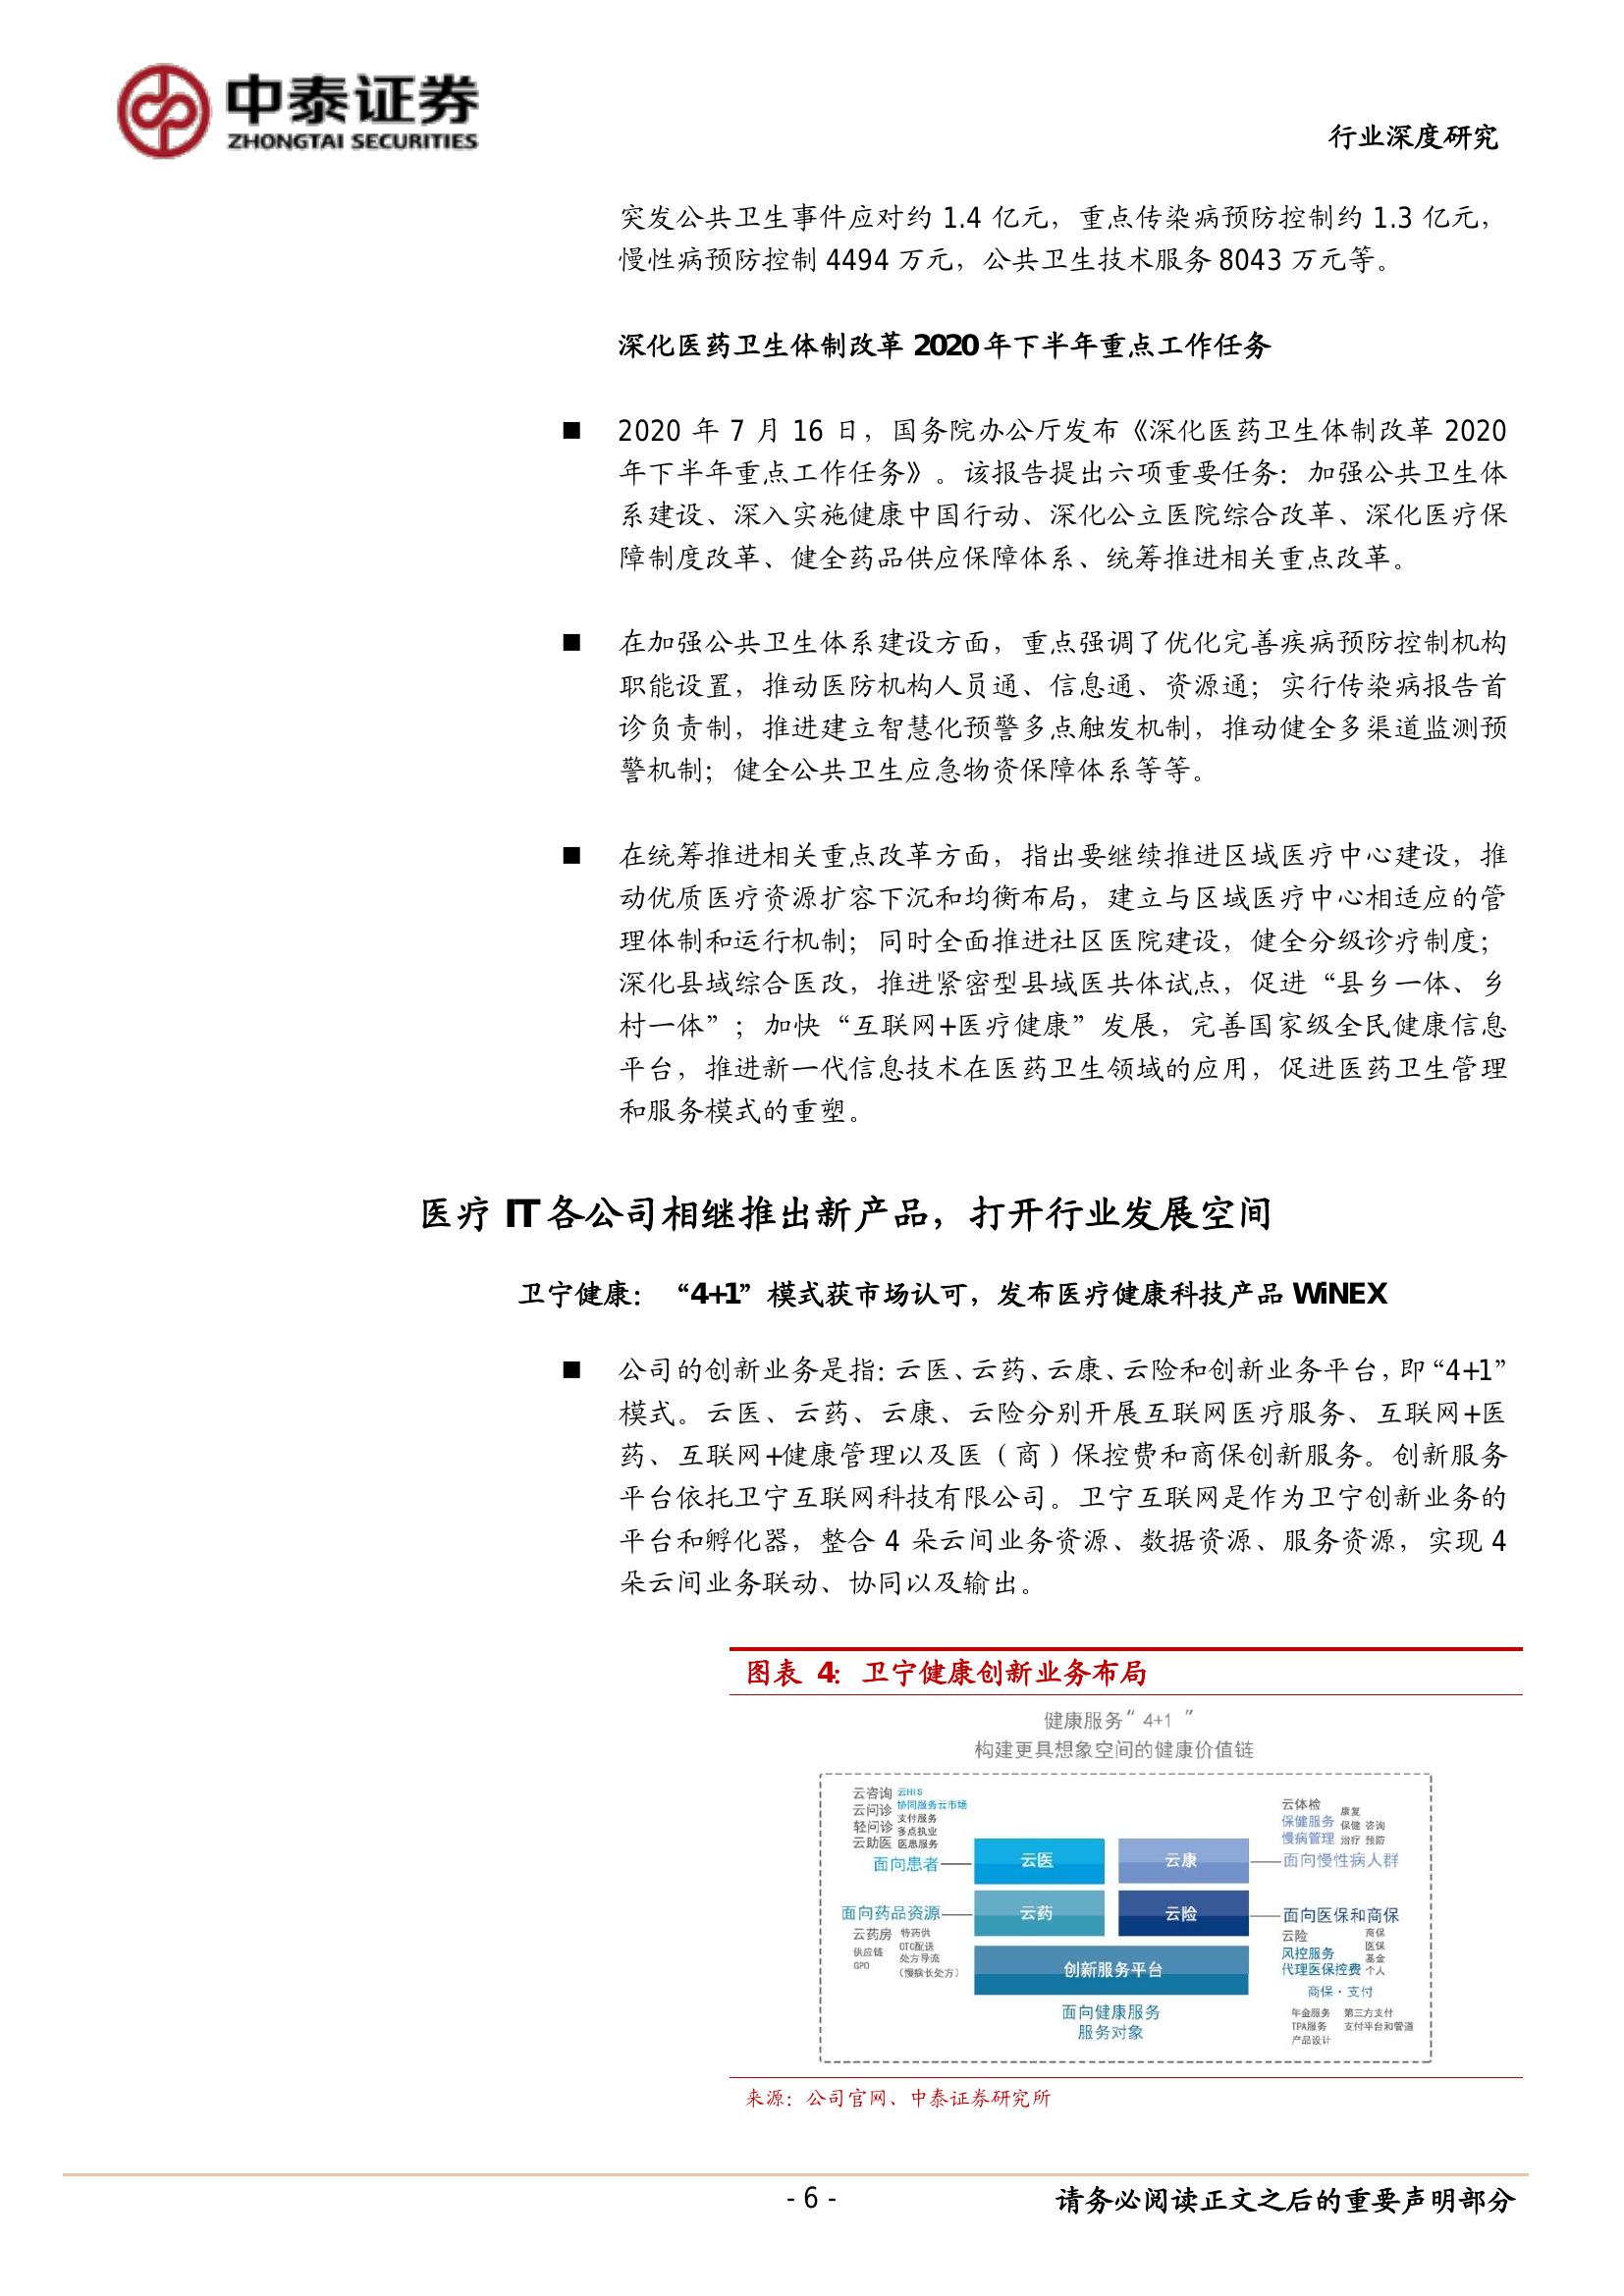 中泰证券
ZHONGTAI SECURITIES
行业深度研究
突发公共卫生事件应对约 1.4 亿元，重点传染病预防控制约 1.3 亿元，
慢性病预防控制 4494 万元，公共卫生技术服务 8043 万元等。
深化医药卫生体制改革 2020 年下半年重点工作任务
■ 2020 年 7 月 16 日，国务院办公厅发布《深化医药卫生体制改革 2020
年下半年重点工作任务》。该报告提出六项重要任务：加强公共卫生体
系建设、深入实施健康中国行动、深化公立医院综合改革、深化医疗保
障制度改革、健全药品供应保障体系、统筹推进相关重点改革。
■ 在加强公共卫生体系建设方面，重点强调了优化完善疾病预防控制机构
职能设置，推动医防机构人员通、信息通、资源通；实行传染病报告首
诊负责制，推进建立智慧化预警多点触发机制，推动健全多渠道监测预
警机制；健全公共卫生应急物资保障体系等等。
■ 在统筹推进相关重点改革方面，指出要继续推进区域医疗中心建设，推
动优质医疗资源扩容下沉和均衡布局，建立与区域医疗中心相适应的管
理体制和运行机制；同时全面推进社区医院建设，健全分级诊疗制度；
深化县域综合医改，推进紧密型县域医共体试点，促进“县乡一体、乡
村一体”；加快“互联网+医疗健康”发展，完善国家级全民健康信息
平台，推进新一代信息技术在医药卫生领域的应用，促进医药卫生管理
和服务模式的重塑。
医疗 IT 各公司相继推出新产品，打开行业发展空间
卫宁健康：“4+1”模式获市场认可，发布医疗健康科技产品 WiNEX
■ 公司的创新业务是指：云医、云药、云康、云险和创新业务平台，即“4+1”
模式。云医、云药、云康、云险分别开展互联网医疗服务、互联网+医
药、互联网+健康管理以及医（商）保控费和商保创新服务。创新服务
平台依托卫宁互联网科技有限公司。卫宁互联网是作为卫宁创新业务的
平台和孵化器，整合 4 朵云间业务资源、数据资源、服务资源，实现 4
朵云间业务联动、协同以及输出。
图表 4：卫宁健康创新业务布局
健康服务“ 4+1 ”
构建更具想象空间的健康价值链
云咨询 云HIS
云问诊 协同服务云市场
支付服务
轻问诊 多点执业
云助医 医患服务
面向患者
云医
云康
云体检
保健服务
慢病管理
康复
保健 咨询
治疗 预防
面向慢性病人群
面向药品资源
云药房 特药供
供应链 OTC配送
GPO 处方导流
（慢病长处方）
云药
云险
面向医保和商保
云险 商保
风控服务 医保
基金
代理医保控费 个人
商保·支付
年金服务 第三方支付
TPA服务 支付平台和管道
产品设计
创新服务平台
面向健康服务
服务对象
来源：公司官网、中泰证券研究所
- 6 -
请务必阅读正文之后的重要声明部分